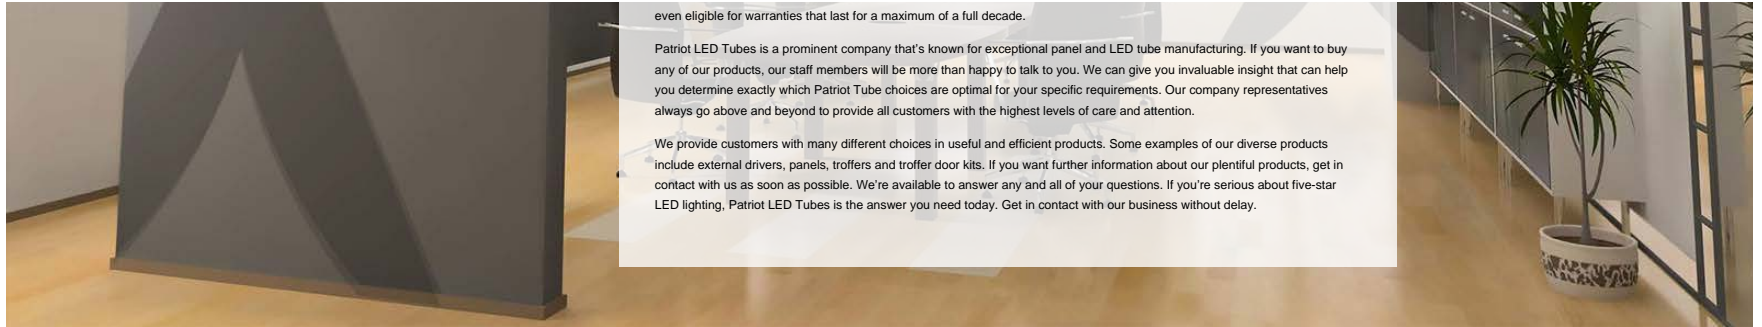 even eligible for warranties that last for a maximum of a full decade.
Patriot LED Tubes is a prominent company that's known for exceptional panel and LED tube manufacturing. If you want to buy
any of our products, our staff members will be more than happy to talk to you. We can give you invaluable insight that can help
you determine exactly which Patriot Tube choices are optimal for your specific requirements. Our company representatives
always go above and beyond to provide all customers with the highest levels of care and attention.
We provide customers with many different choices in useful and efficient products. Some examples of our diverse products
include external drivers, panels, troffers and troffer door kits. If you want further information about our plentiful products, get in
contact with us as soon as possible. We're available to answer any and all of your questions. If you're serious about five-star
LED lighting, Patriot LED Tubes is the answer you need today. Get in contact with our business without delay.